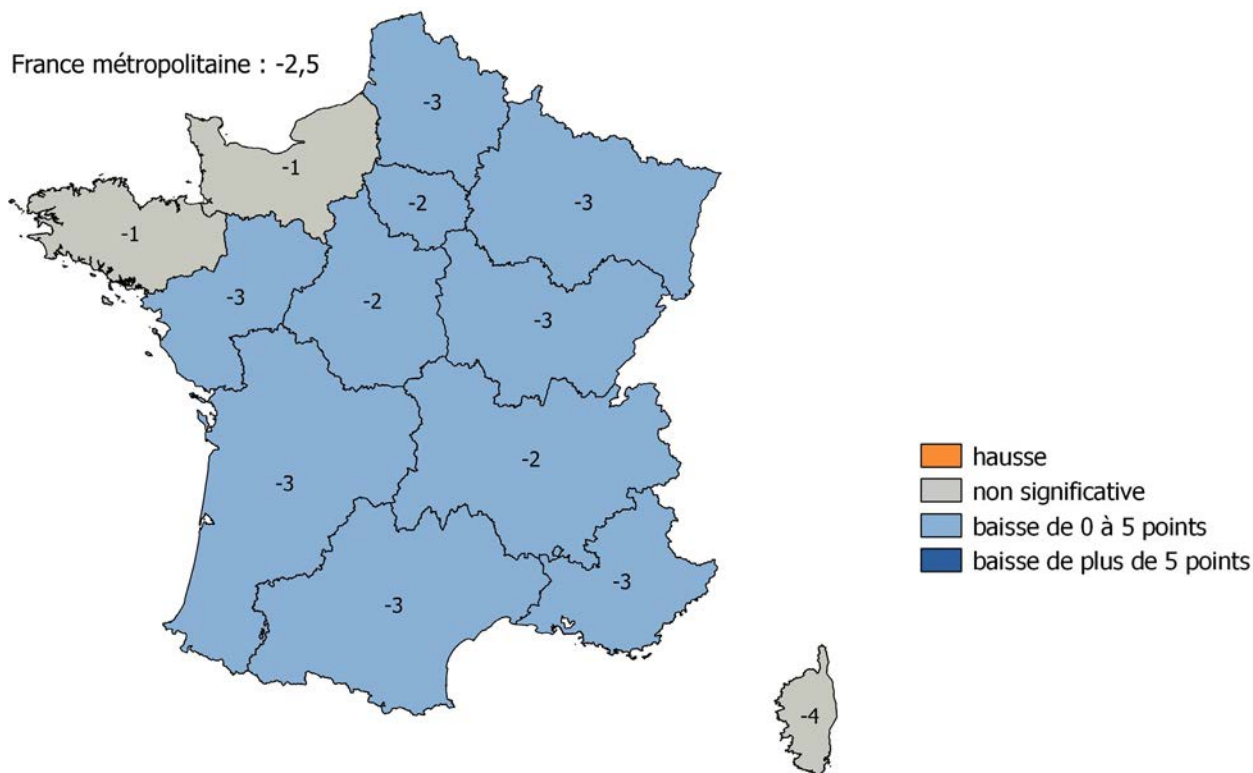 France métropolitaine : -2,5
-3
-1
-2
-3
-1
-3
-2
-3
-3
-2
-3
-3
-4
hausse
non significative
baisse de 0 à 5 points
baisse de plus de 5 points